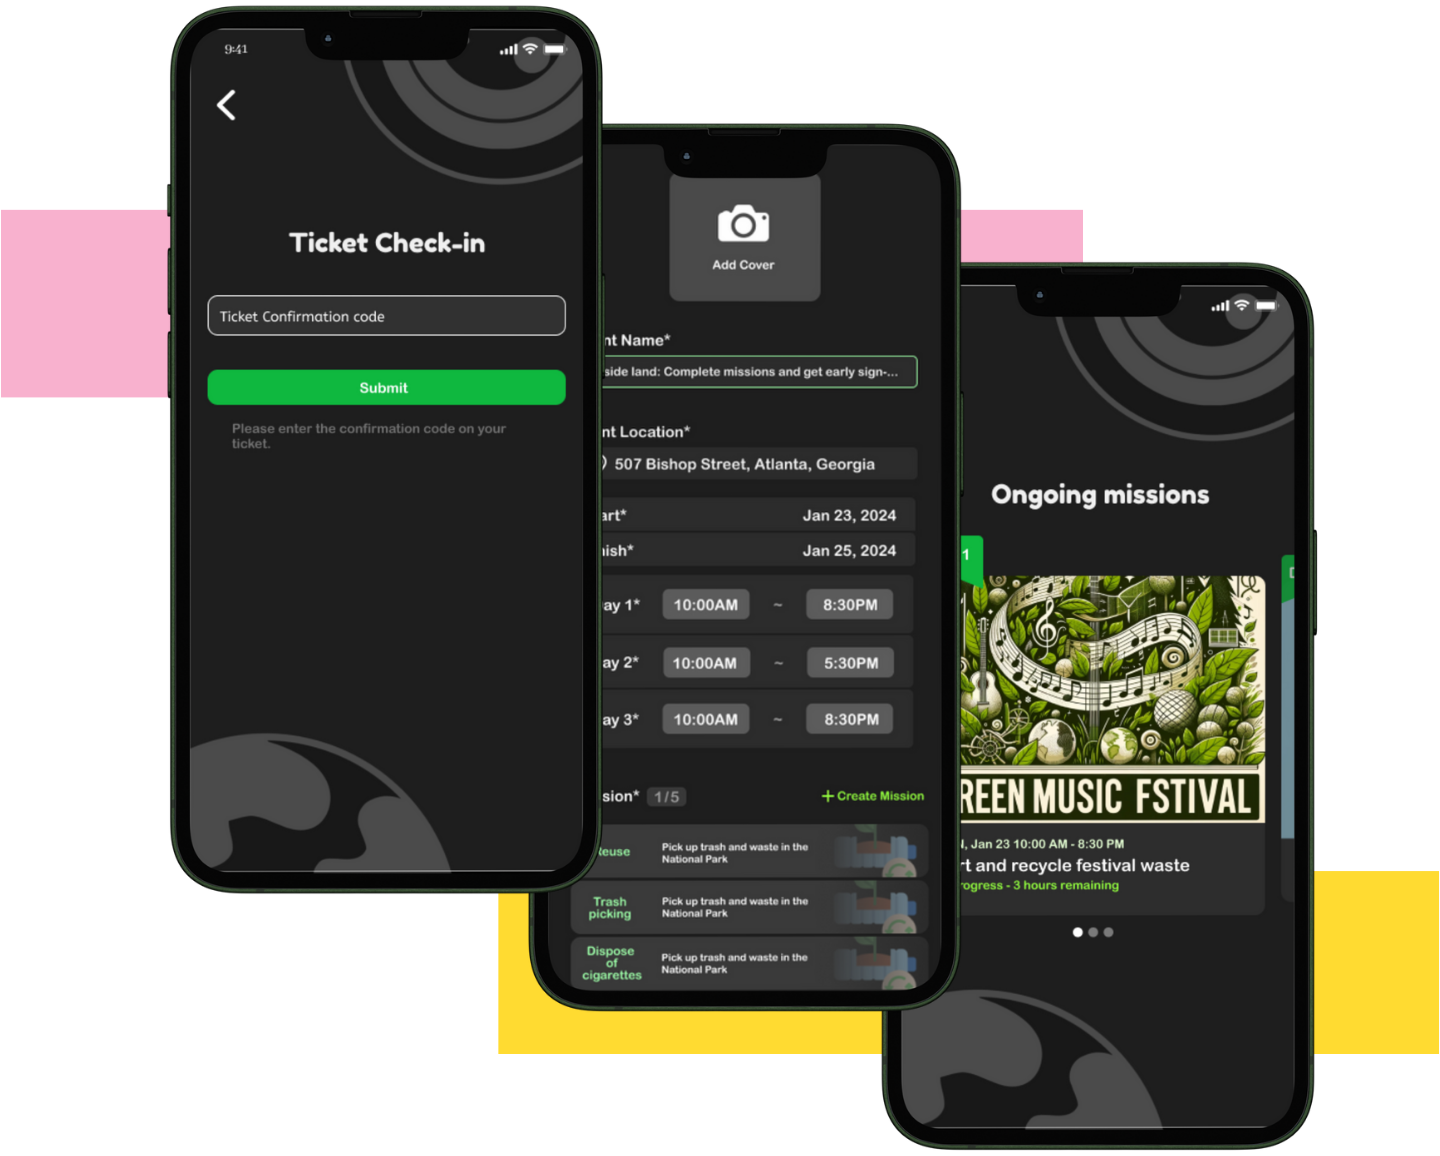 9:41
Ticket Check-in
Ticket Confirmation code
Submit
Please enter the confirmation code on your
ticket.
Add Cover
nt Name*
side land: Complete missions and get early sign-...
nt Location*
507 Bishop Street, Atlanta, Georgia
art* Jan 23, 2024
ish* Jan 25, 2024
ay 1* 10:00AM ~ 8:30PM
ay 2* 10:00AM ~ 5:30PM
ay 3* 10:00AM ~ 8:30PM
sion* 1/5 + Create Mission
euse
Pick up trash and waste in the
National Park
Trash
picking
Pick up trash and waste in the
National Park
Dispose
of
cigarettes
Pick up trash and waste in the
National Park
Ongoing missions
1
REEN MUSIC FSTIVAL
, Jan 23 10:00 AM - 8:30 PM
rt and recycle festival waste
ogress - 3 hours remaining